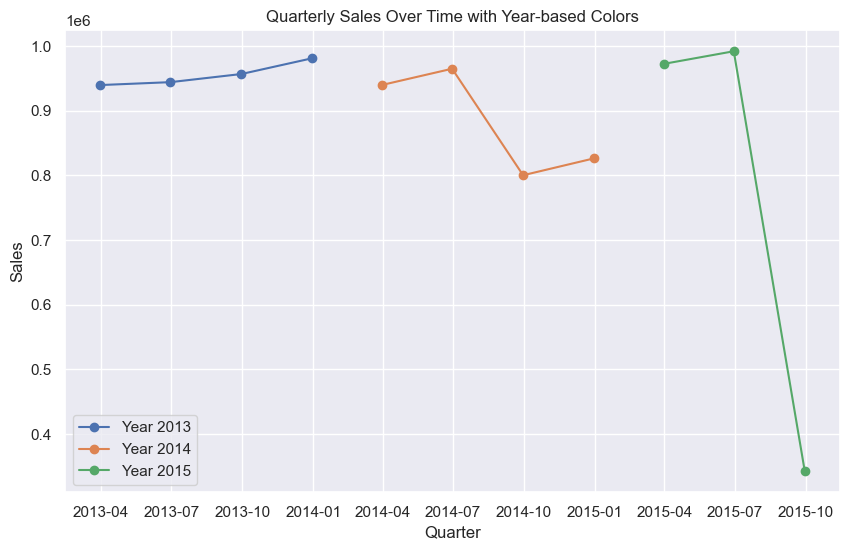 Quarterly Sales Over Time with Year-based Colors
1e6
1.0
0.9
0.8
0.7
0.6
0.5
0.4
Sales
Year 2013
Year 2014
Year 2015
2013-04 2013-07 2013-10 2014-01 2014-04 2014-07 2014-10 2015-01 2015-04 2015-07 2015-10
Quarter